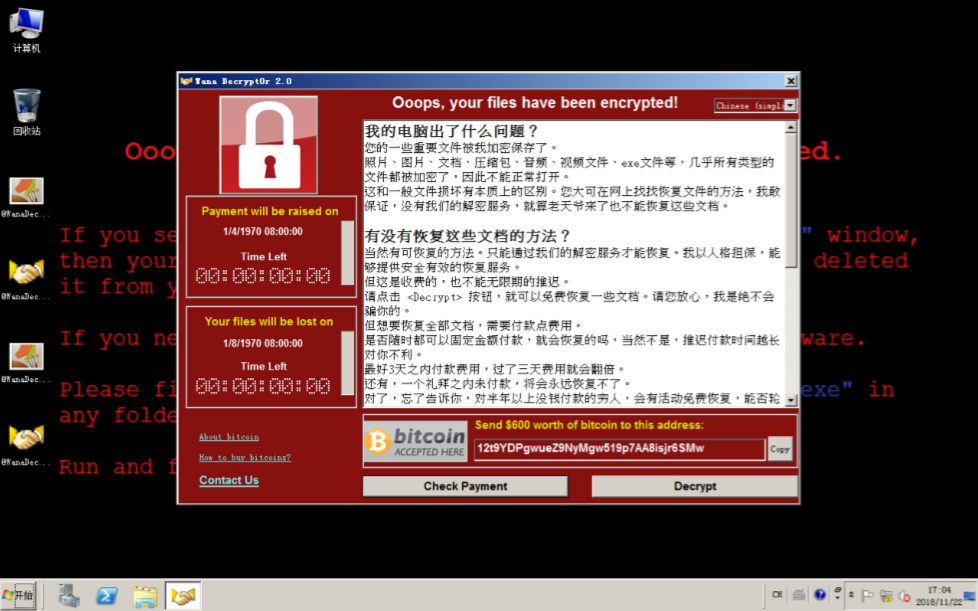 计算机
回收站
@WanaDec...
@WanaDec...
@WanaDec...
@WanaDec...
Ooo
ed.
If you se
" window,
then your
deleted
it from y
If you ne
ware.
Please fi
exe" in
any folde
Run and f
Wana Decrypt0r 2.0
Ooops, your files have been encrypted!
Chinese (simpli
Payment will be raised on
1/4/1970 08:00:00
Time Left
00:00:00:00
Your files will be lost on
1/8/1970 08:00:00
Time Left
00:00:00:00
About bitcoin
How to buy bitcoins?
Contact Us
我的电脑出了什么问题？
您的一些重要文件被我加密保存了。
照片、图片、文档、压缩包、音频、视频文件、exe文件等，几乎所有类型的
文件都被加密了，因此不能正常打开。
这和一般文件损坏有本质上的区别。您大可在网上找找恢复文件的方法，我敢
保证，没有我们的解密服务，就算老天爷来了也不能恢复这些文档。
有没有恢复这些文档的方法？
当然有可恢复的方法。只能通过我们的解密服务才能恢复。我以人格担保，能
够提供安全有效的恢复服务。
但这是收费的，也不能无限期的推迟。
请点击 <Decrypt> 按钮，就可以免费恢复一些文档。请您放心，我是绝不会
骗你的。
但想要恢复全部文档，需要付款点费用。
是否随时都可以固定金额付款，就会恢复的吗，当然不是，推迟付款时间越长
对你不利。
最好3天之内付款费用，过了三天费用就会翻倍。
还有，一个礼拜之内未付款，将会永远恢复不了。
对了，忘了告诉你，对半年以上没钱付款的穷人，会有活动免费恢复，能否轮
bitcoin
ACCEPTED HERE
Send $600 worth of bitcoin to this address:
12t9YDPgwueZ9NyMgw519p7AA8isjr6SMw
Copy
Check Payment
Decrypt
开始
CH
17:04
2018/11/22